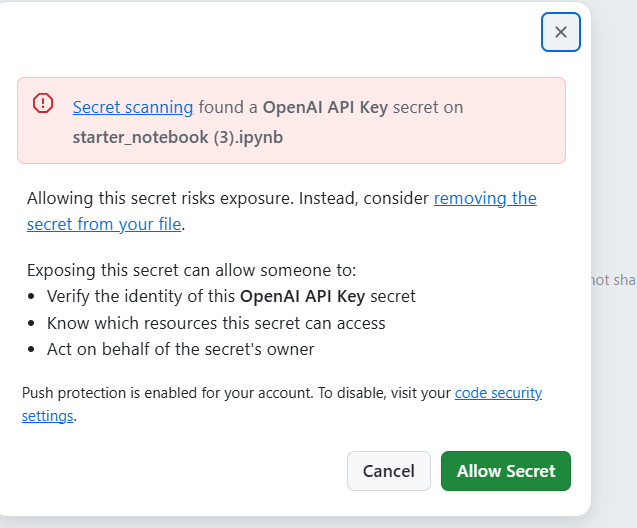 Secret scanning found a OpenAI API Key secret on
starter_notebook (3).ipynb
Allowing this secret risks exposure. Instead, consider removing the
secret from your file.
not sha
Exposing this secret can allow someone to:
• Verify the identity of this OpenAI API Key secret
• Know which resources this secret can access
• Act on behalf of the secret's owner
Push protection is enabled for your account. To disable, visit your code security
settings.
Cancel
Allow Secret